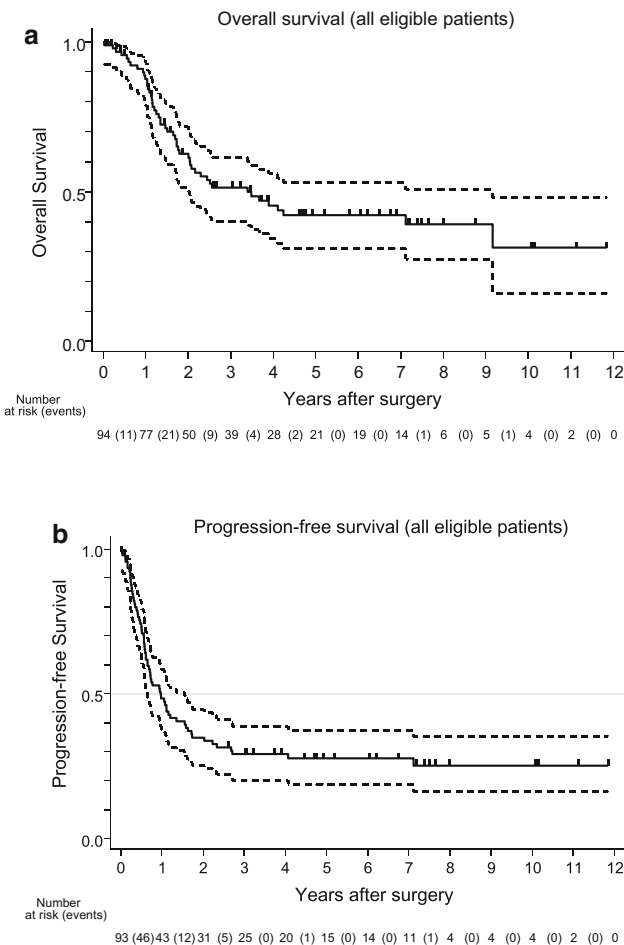 a
Overall survival (all eligible patients)
1.0
0.5
0.0
Overall Survival
0 1 2 3 4 5 6 7 8 9 10 11 12
Years after surgery
Number
at risk (events)
94 (11) 77 (21) 50 (9) 39 (4) 28 (2) 21 (0) 19 (0) 14 (1) 6 (0) 5 (1) 4 (0) 2 (0) 0
b
Progression-free survival (all eligible patients)
1.0
0.5
0.0
Progression-free Survival
0 1 2 3 4 5 6 7 8 9 10 11 12
Years after surgery
Number
at risk (events)
93 (46) 43 (12) 31 (5) 25 (0) 20 (1) 15 (0) 14 (0) 11 (1) 4 (0) 4 (0) 4 (0) 2 (0) 0